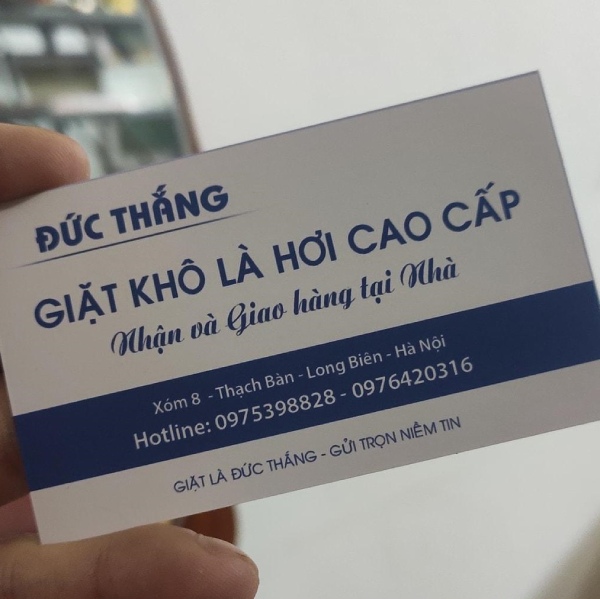 ĐỨC THẮNG
GIẶT KHÔ LÀ HƠI CAO CẤP
Nhận và Giao hàng tại Nhà
Xóm 8 - Thạch Bàn - Long Biên - Hà Nội
Hotline: 0975398828 - 0976420316
GIẶT LÀ ĐỨC THẮNG - GỬI TRỌN NIỀM TIN